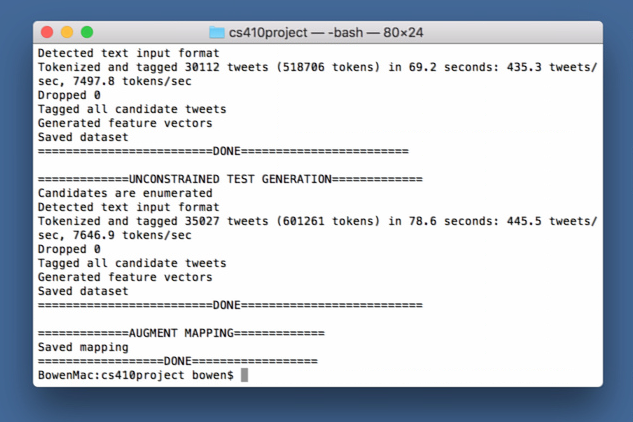 cs410project — -bash — 80×24
Detected text input format
Tokenized and tagged 30112 tweets (518706 tokens) in 69.2 seconds: 435.3 tweets/
sec, 7497.8 tokens/sec
Dropped 0
Tagged all candidate tweets
Generated feature vectors
Saved dataset
=========================DONE========================
=============UNCONSTRAINED TEST GENERATION=============
Candidates are enumerated
Detected text input format
Tokenized and tagged 35027 tweets (601261 tokens) in 78.6 seconds: 445.5 tweets/
sec, 7646.9 tokens/sec
Dropped 0
Tagged all candidate tweets
Generated feature vectors
Saved dataset
=========================DONE==========================
=============AUGMENT MAPPING=============
Saved mapping
==================DONE==================
BowenMac:cs410project bowen$